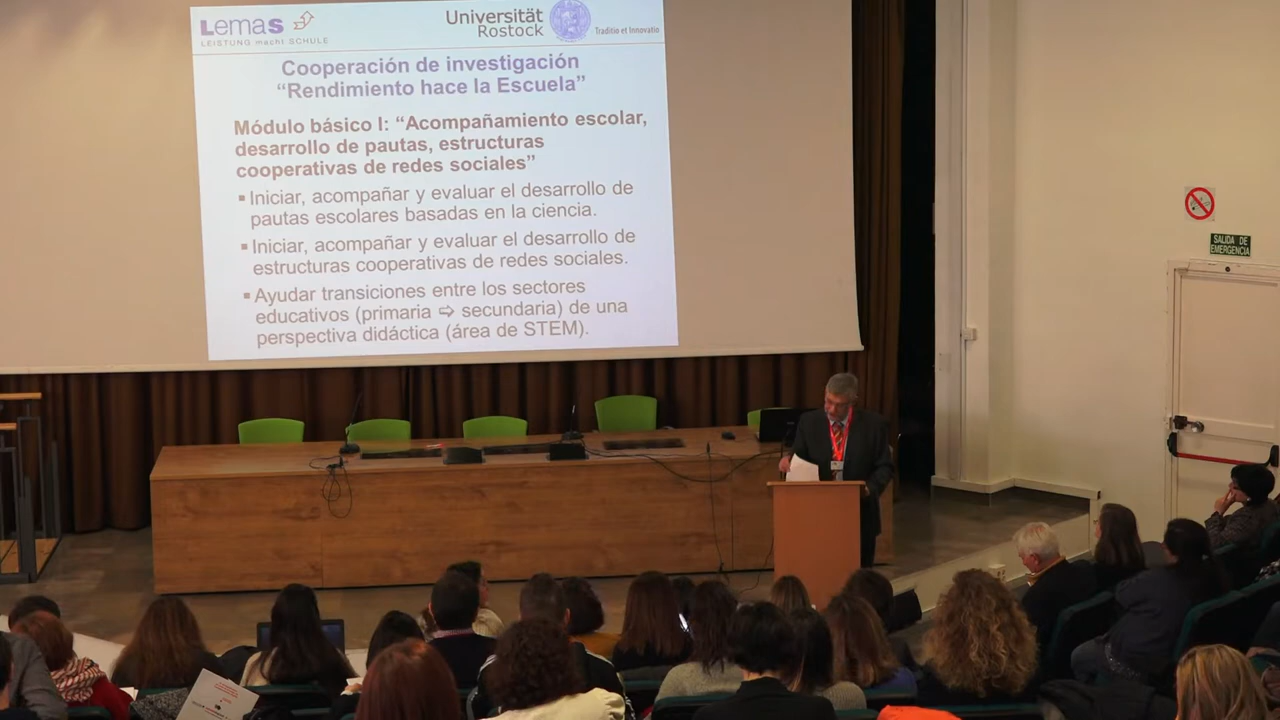 Lemas
LEISTUNG macht SCHULE
Universität
Rostock
Traditio et Innovatio
Cooperación de investigación
“Rendimiento hace la Escuela”
Módulo básico I: “Acompañamiento escolar,
desarrollo de pautas, estructuras
cooperativas de redes sociales”
▪ Iniciar, acompañar y evaluar el desarrollo de
pautas escolares basadas en la ciencia.
▪ Iniciar, acompañar y evaluar el desarrollo de
estructuras cooperativas de redes sociales.
▪ Ayudar transiciones entre los sectores
educativos (primaria ⇨ secundaria) de una
perspectiva didáctica (área de STEM).
SALIDA DE
EMERGENCIA